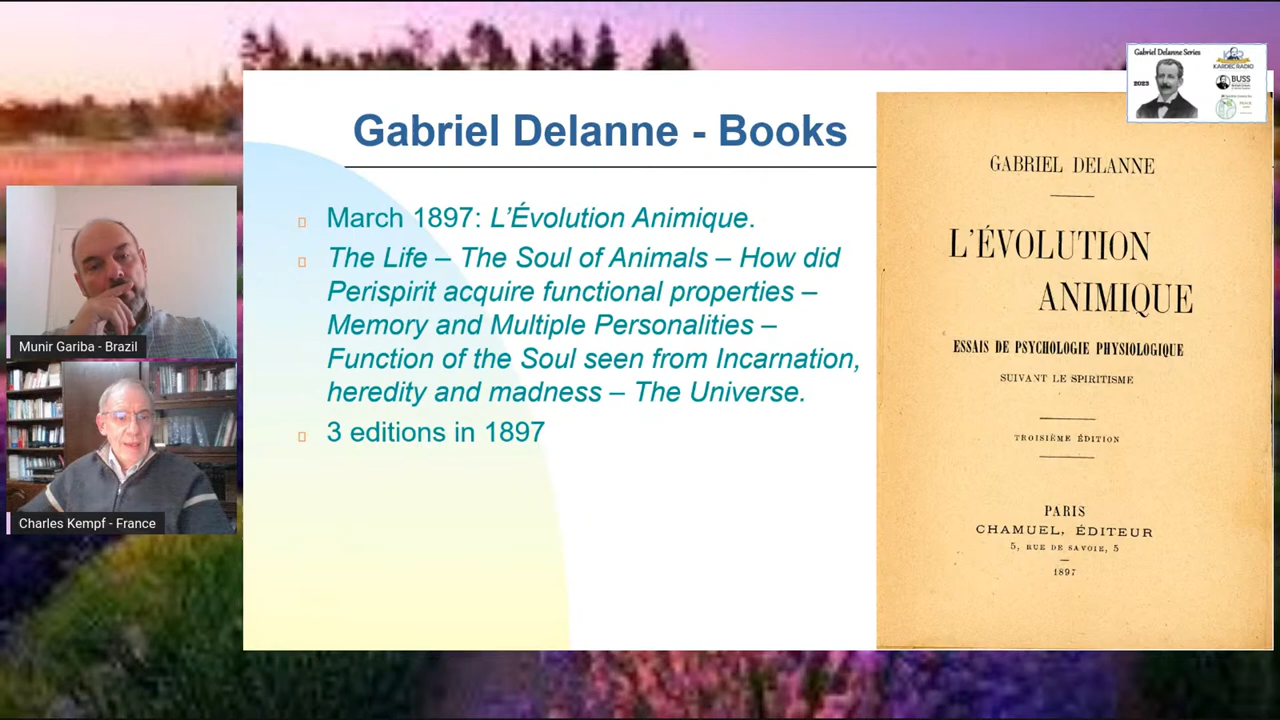 Gabriel Delanne Series
2023
KARDEC RADIO
BUSS
Gabriel Delanne - Books
March 1897: L’Évolution Animique.
The Life – The Soul of Animals – How did
Perispirit acquire functional properties –
Memory and Multiple Personalities –
Function of the Soul seen from Incarnation,
heredity and madness – The Universe.
3 editions in 1897
GABRIEL DELANNE
L’ÉVOLUTION
ANIMIQUE
ESSAIS DE PSYCHOLOGIE PHYSIOLOGIQUE
SUIVANT LE SPIRITISME
TROISIÈME ÉDITION
PARIS
CHAMUEL, ÉDITEUR
5, RUE DE SAVOIE, 5
1897
Munir Gariba - Brazil
Charles Kempf - France